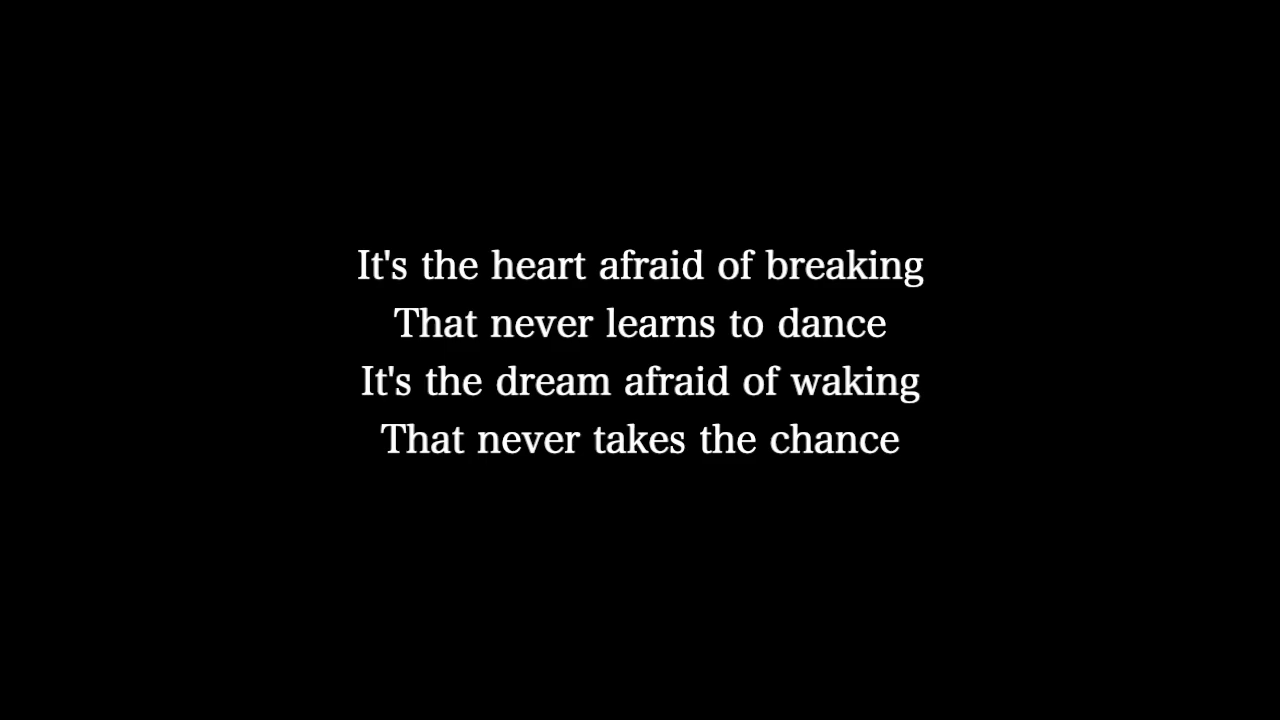 It's the heart afraid of breaking
That never learns to dance
It's the dream afraid of waking
That never takes the chance